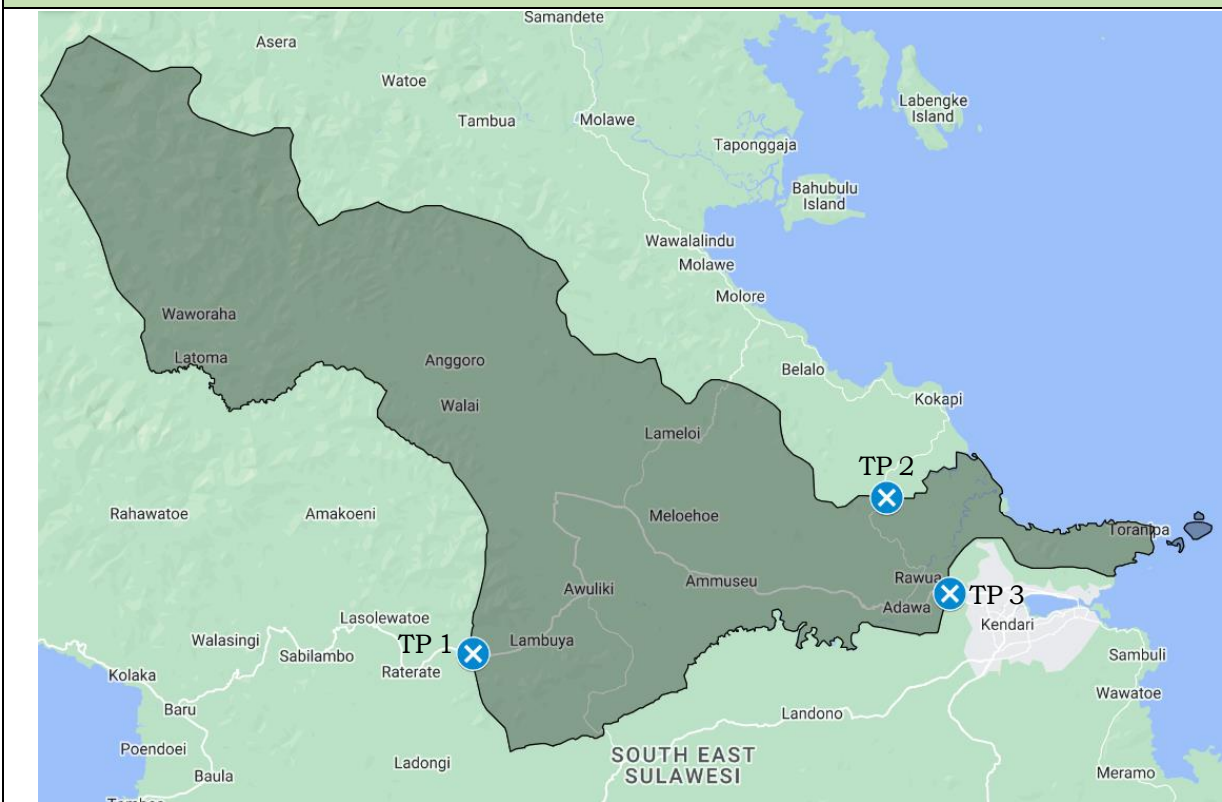 Samandete
Asera
Watoe
Labengke
Island
Tambua
Molawe
Taponggaja
Bahubulu
Island
Wawalalindu
Molawe
Molore
Waworaha
Latoma
Anggoro
Belalo
Walai
Kokapi
Lameloi
TP 2
Rahawatoe
Amakoeni
Meloehoe
Toranipa
Awuliki
Ammuseu
Rawua
Adawa
TP 3
Lasolewatoe
Kendari
Walasingi
Sabilambo
TP 1
Lambuya
Raterate
Sambuli
Kolaka
Wawatoe
Baru
Landono
Poendoei
Ladongi
SOUTH EAST
SULAWESI
Baula
Meramo